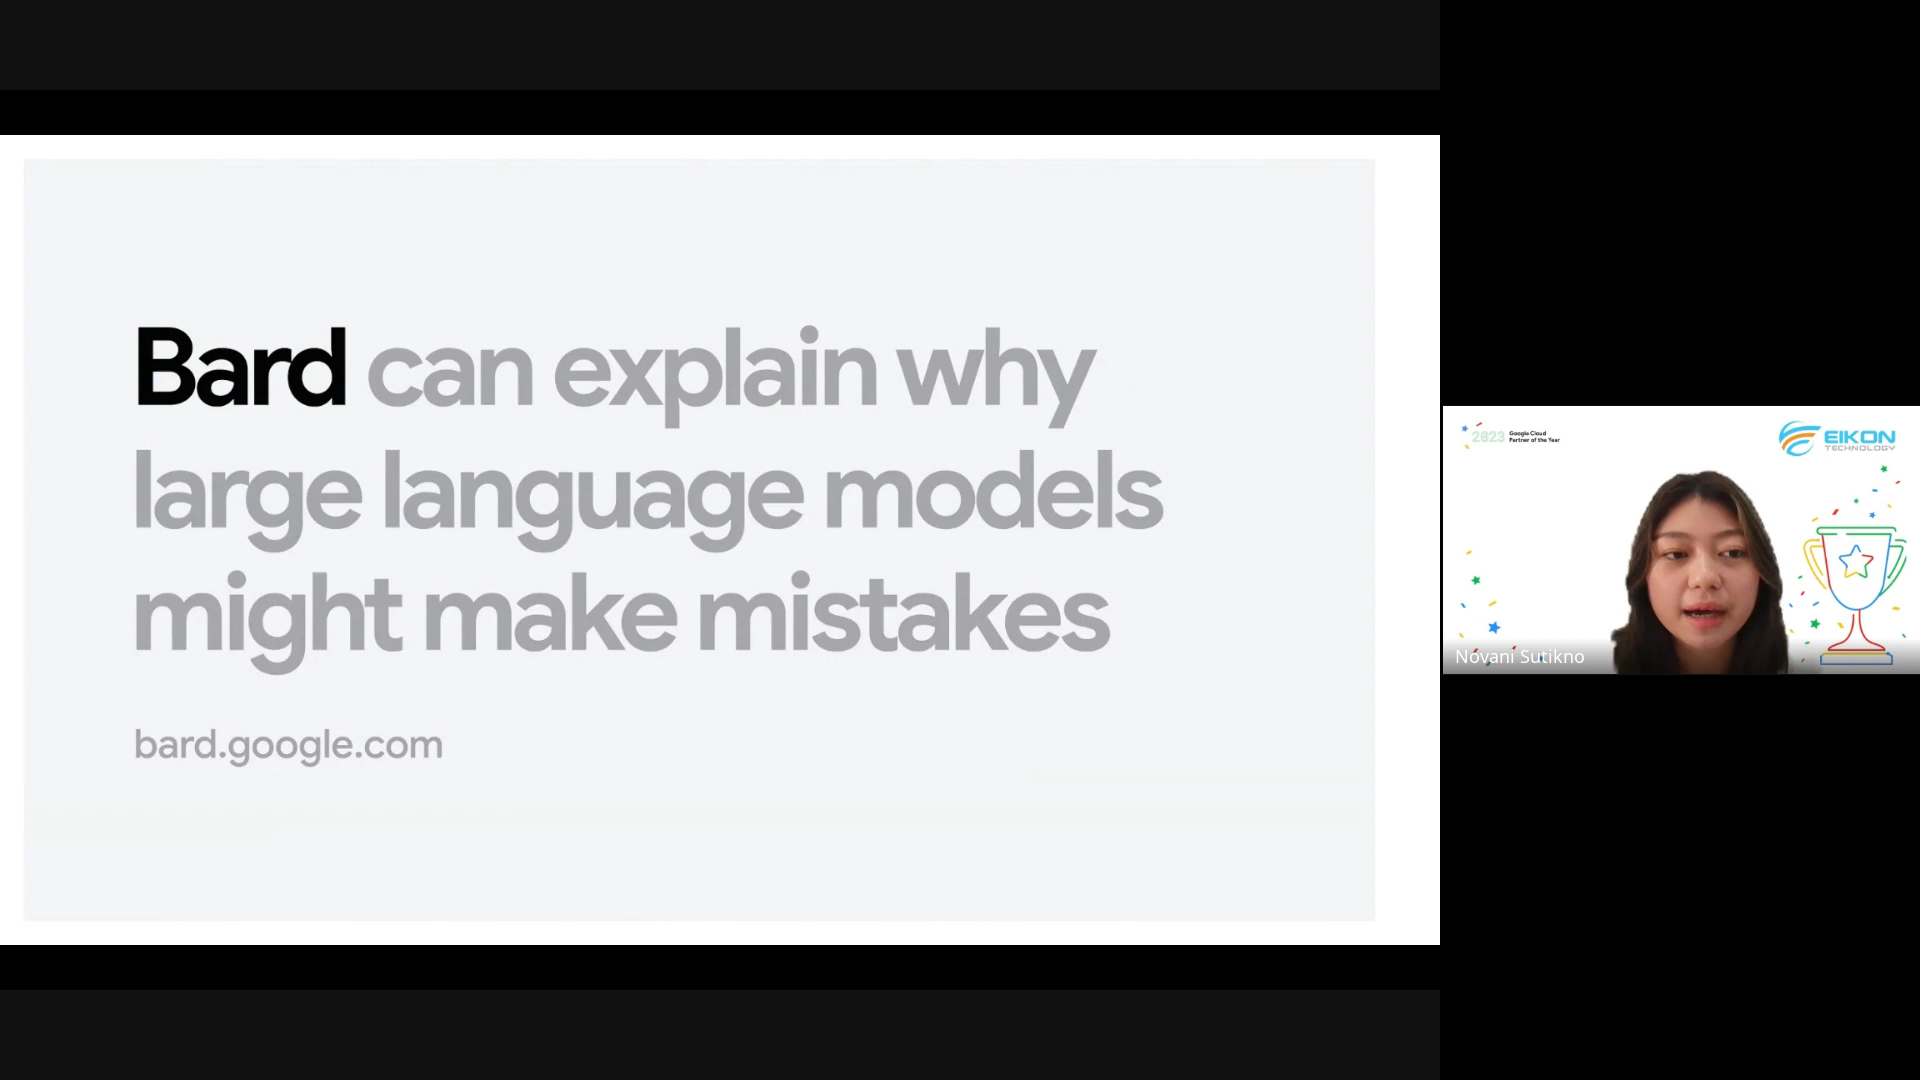 Bard can explain why
large language models
might make mistakes
bard.google.com
2023 Google Cloud
Partner of the Year
EIKON
TECHNOLOGY
Novani Sutikno